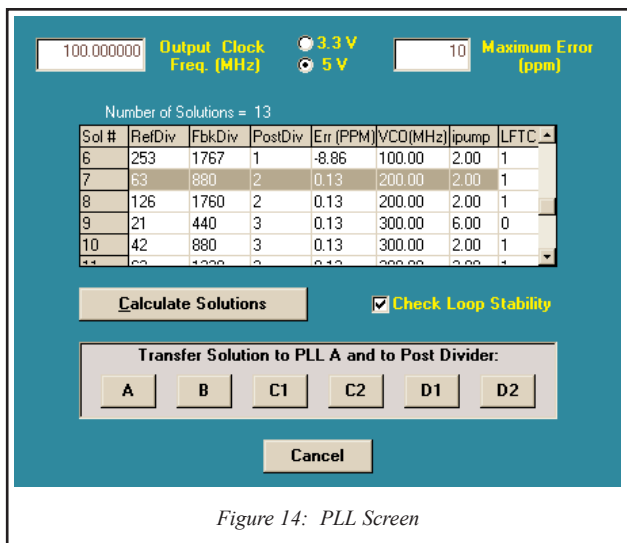 100.000000 Output Clock 3.3 V 10 Maximum Error
Freq. (MHz) 5 V (ppm)
Number of Solutions = 13
Sol # RefDiv FbkDiv PostDiv Err (PPM) VCO(MHz) ipump LFTC
6 253 1767 1 -8.86 100.00 2.00 1
7 63 880 2 0.13 200.00 2.00 1
8 126 1760 2 0.13 200.00 2.00 1
9 21 440 3 0.13 300.00 6.00 0
10 42 880 3 0.13 300.00 2.00 1
Calculate Solutions Check Loop Stability
Transfer Solution to PLL A and to Post Divider:
A B C1 C2 D1 D2
Cancel
Figure 14: PLL Screen